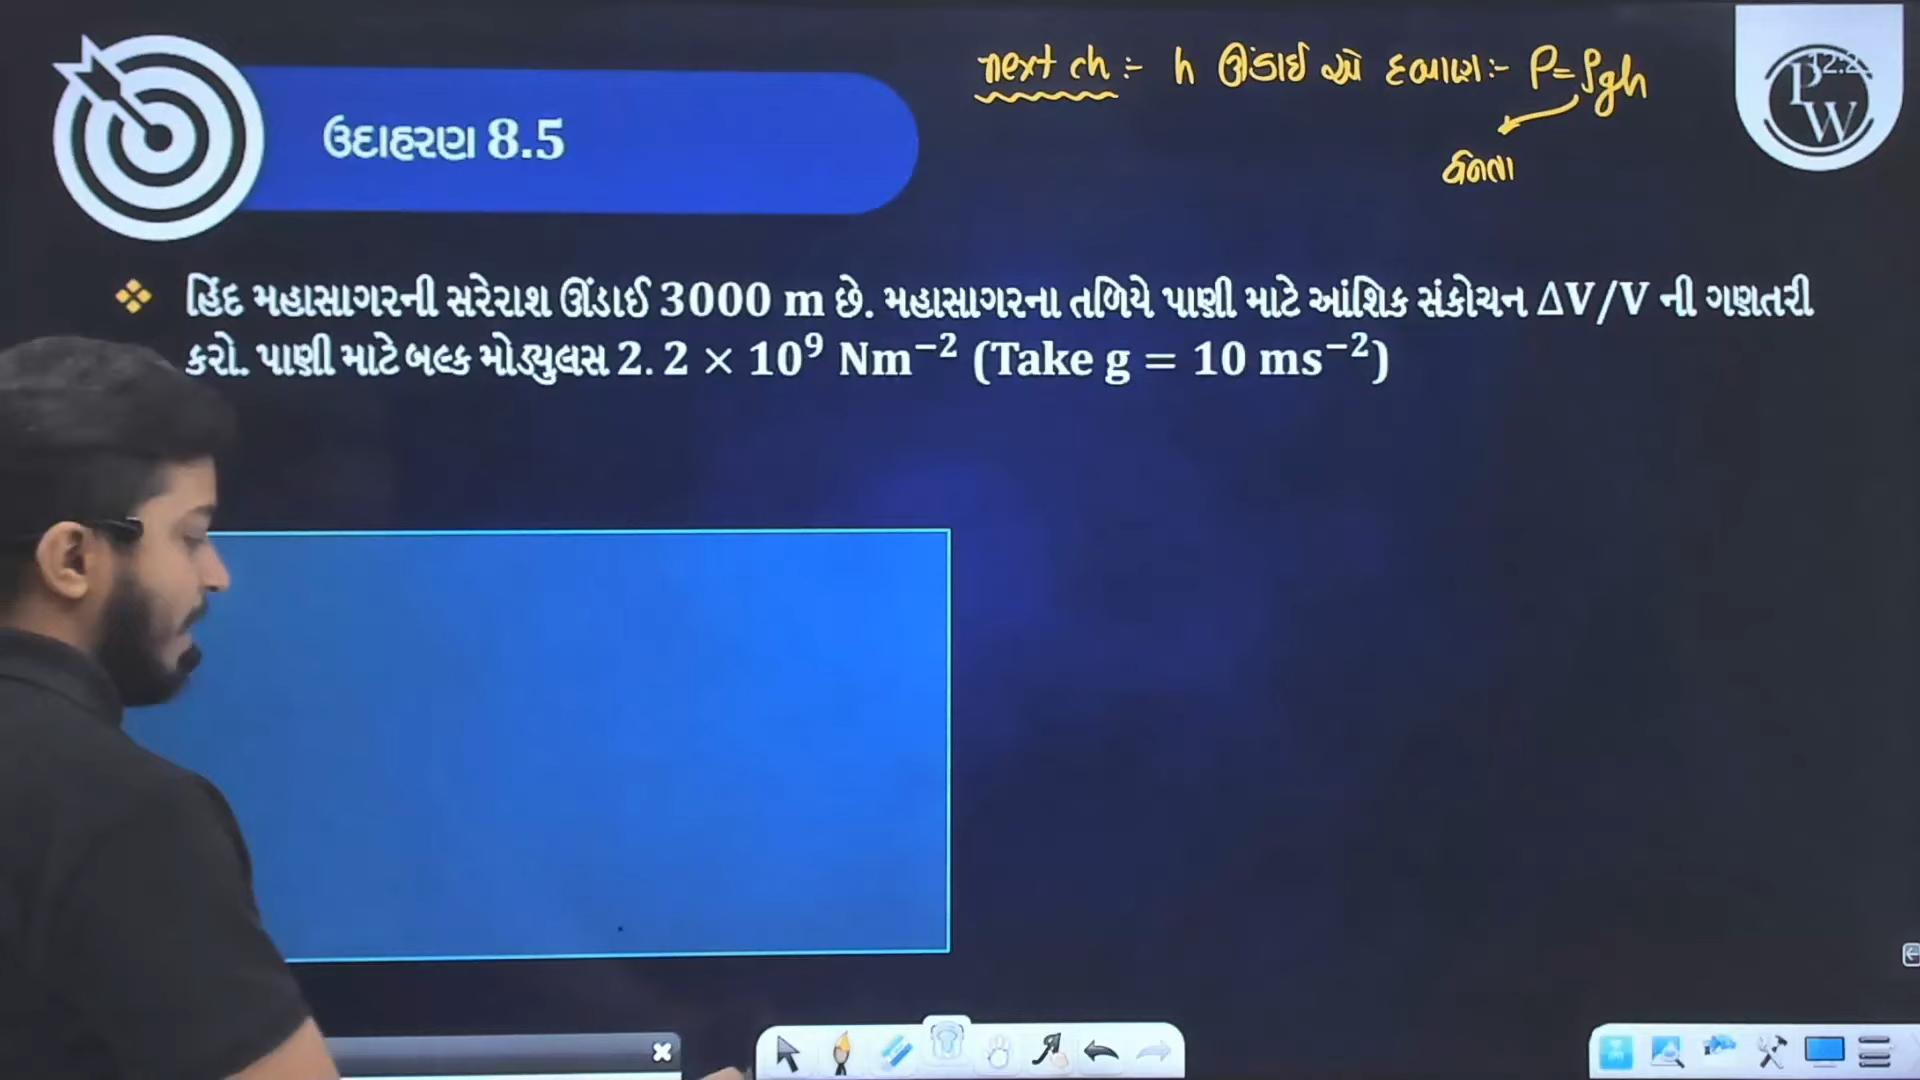 next ch :- h ઊંડાઈ એ દબાણ :- P = ρgh
ઘનતા
PW
ઉદાહરણ 8.5
હિંદ મહાસાગરની સરેરાશ ઊંડાઈ 3000 m છે. મહાસાગરના તળિયે પાણી માટે આંશિક સંકોચન ΔV/V ની ગણતરી
કરો. પાણી માટે બલ્ક મોડ્યુલસ 2.2 × 10⁹ Nm⁻² (Take g = 10 ms⁻²)